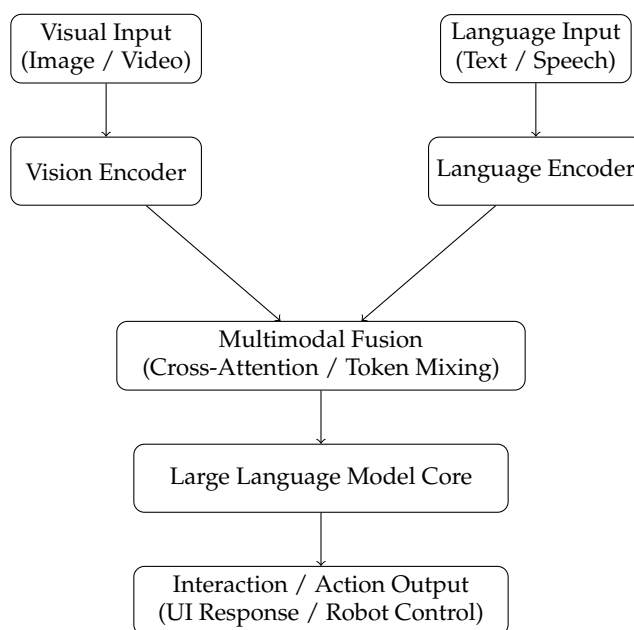 Visual Input
(Image / Video)
Language Input
(Text / Speech)
Vision Encoder
Language Encoder
Multimodal Fusion
(Cross-Attention / Token Mixing)
Large Language Model Core
Interaction / Action Output
(UI Response / Robot Control)